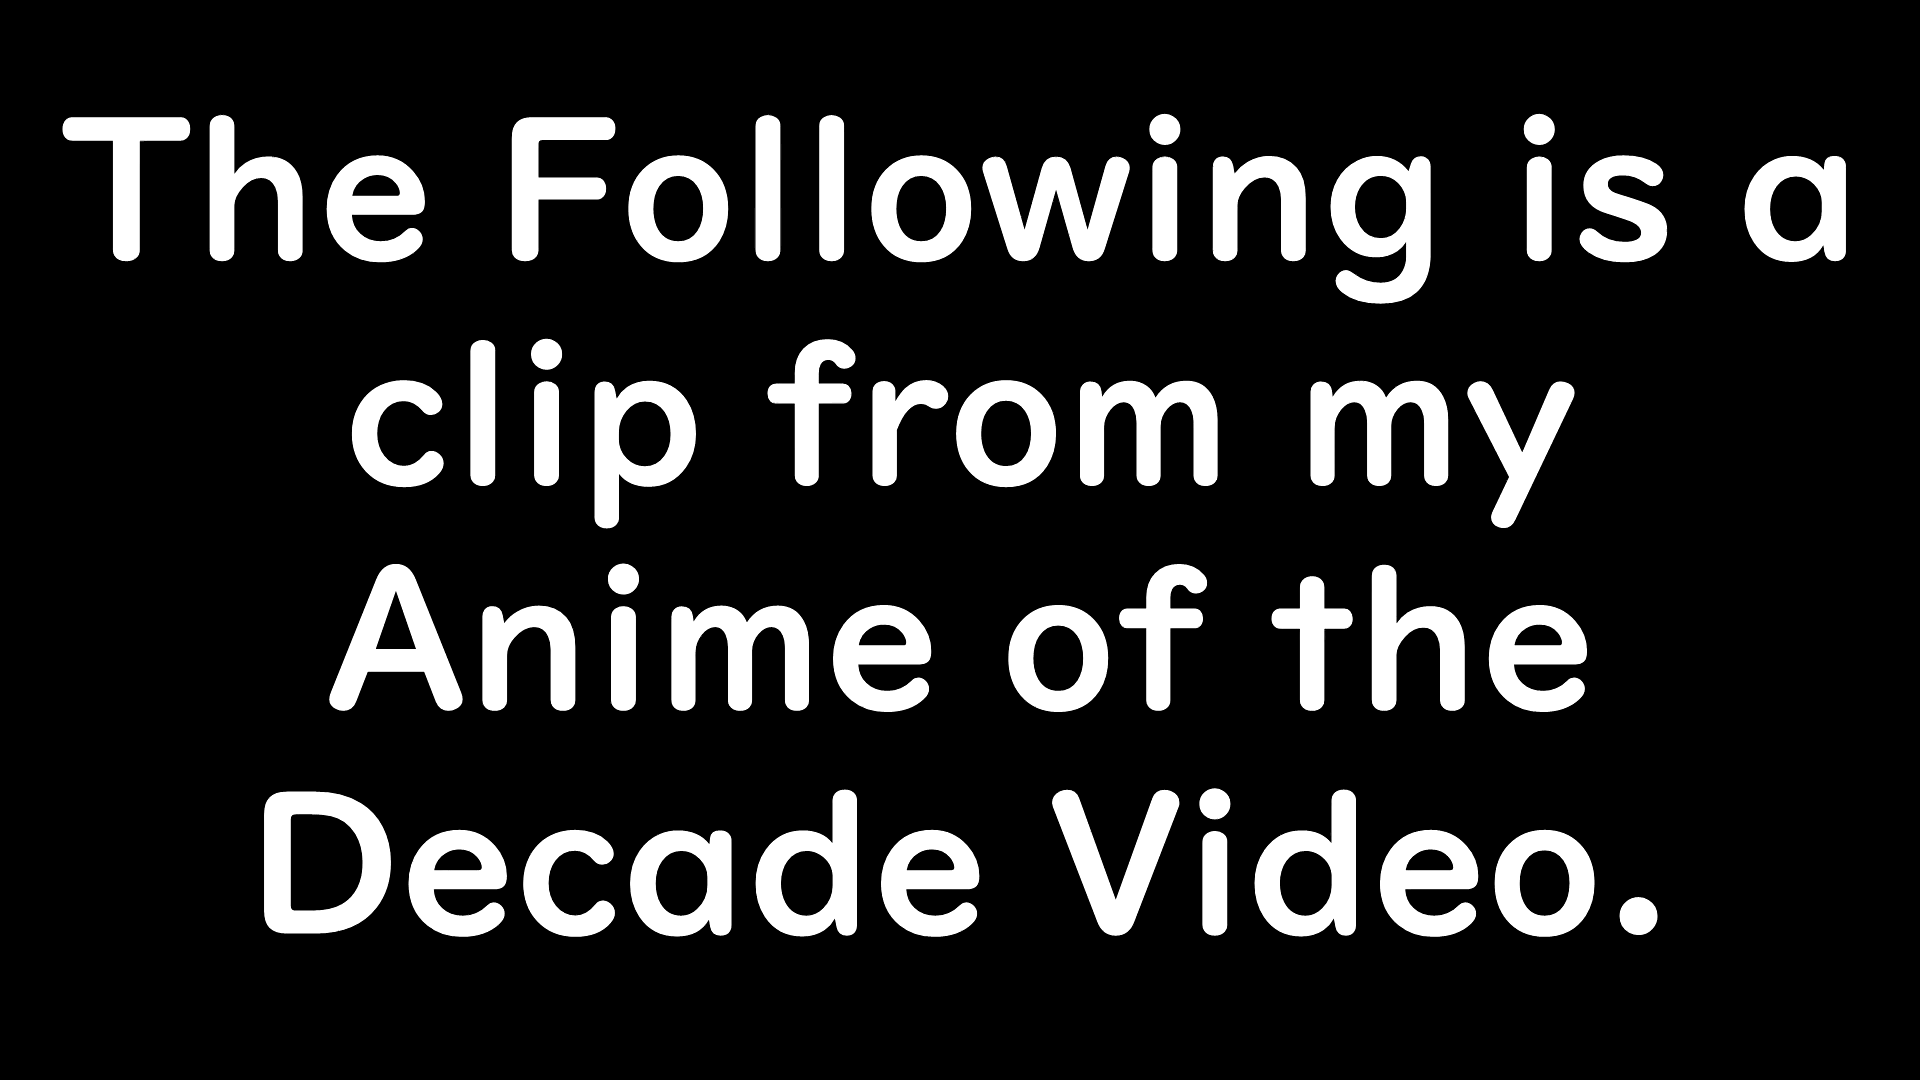 The Following is a
clip from my
Anime of the
Decade Video.